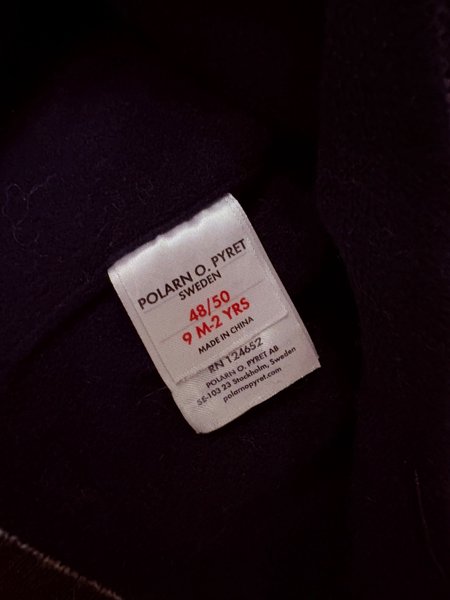 POLARN O. PYRET
SWEDEN
48/50
9 M-2 YRS
MADE IN CHINA
RN 124652
POLARN O. PYRET AB
SE-103 23 Stockholm, Sweden
polarnopyret.com